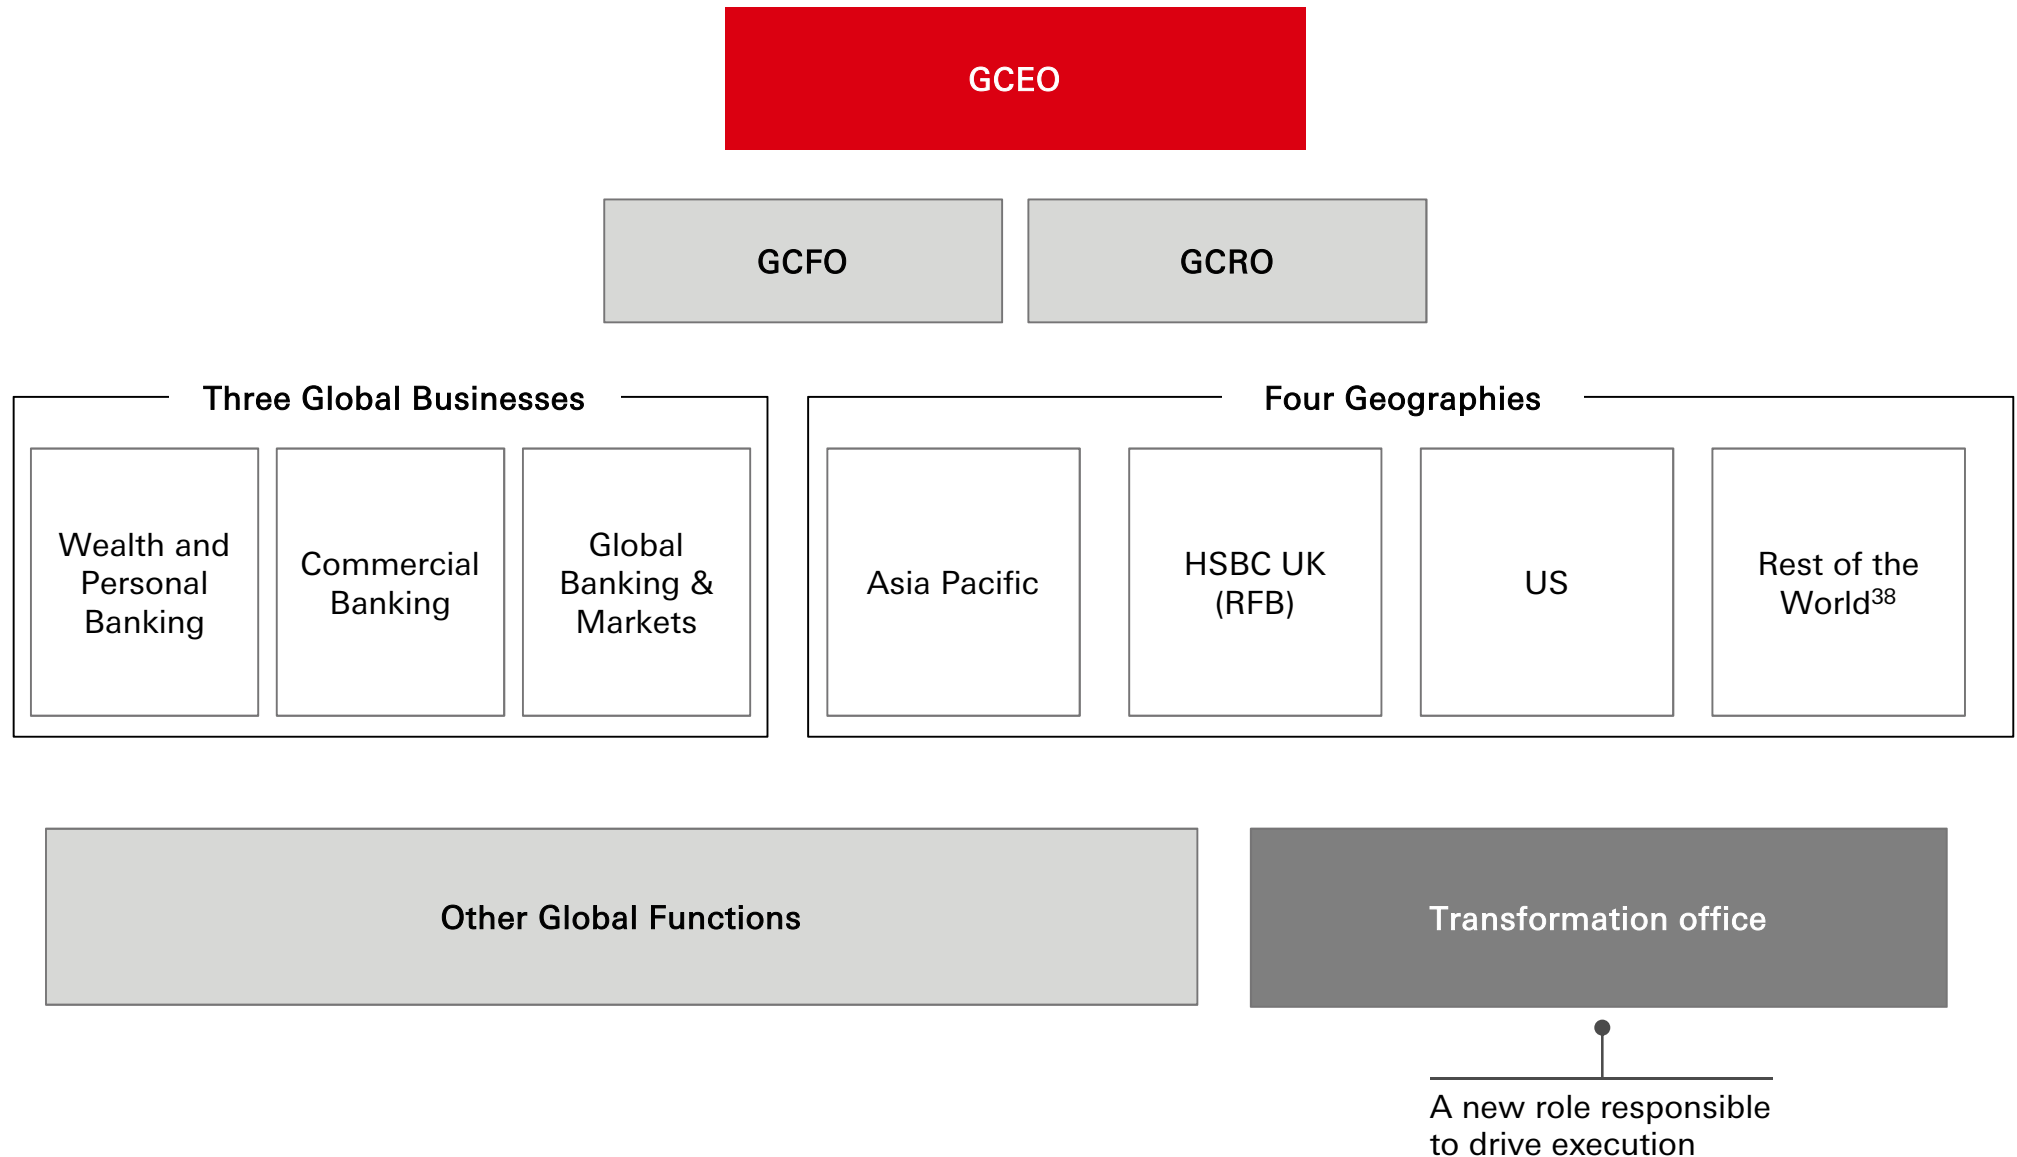 GCEO
GCFO
GCRO
Three Global Businesses
Wealth and
Personal
Banking
Commercial
Banking
Global
Banking &
Markets
Four Geographies
Asia Pacific
HSBC UK
(RFB)
US
Rest of the
World³⁸
Other Global Functions
Transformation office
A new role responsible
to drive execution